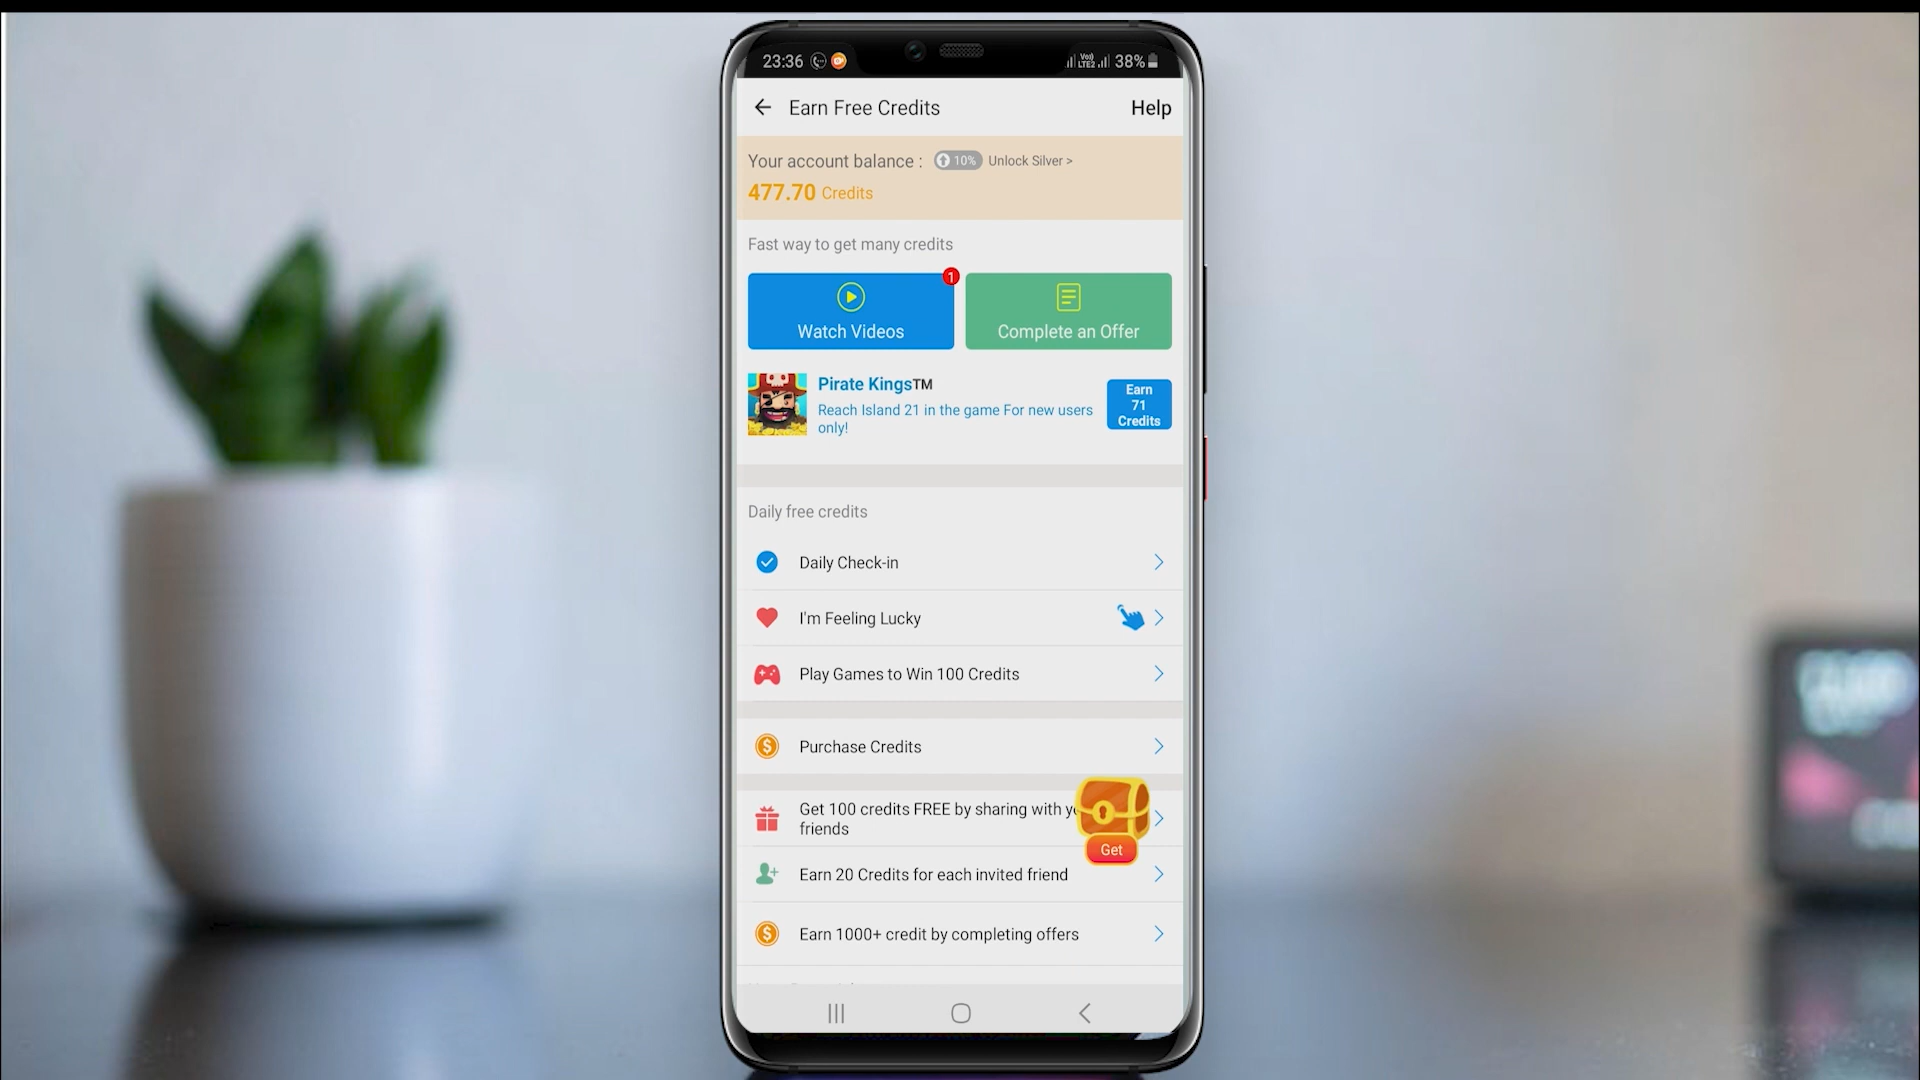 23:36 Vo) LTE2 38%
Earn Free Credits Help
Your account balance : 10% Unlock Silver >
477.70 Credits
Fast way to get many credits
1
Watch Videos Complete an Offer
Pirate Kings™
Reach Island 21 in the game For new users
only!
Earn
71
Credits
Daily free credits
Daily Check-in
I'm Feeling Lucky
Play Games to Win 100 Credits
Purchase Credits
Get 100 credits FREE by sharing with
friends
Get
Earn 20 Credits for each invited friend
Earn 1000+ credit by completing offers